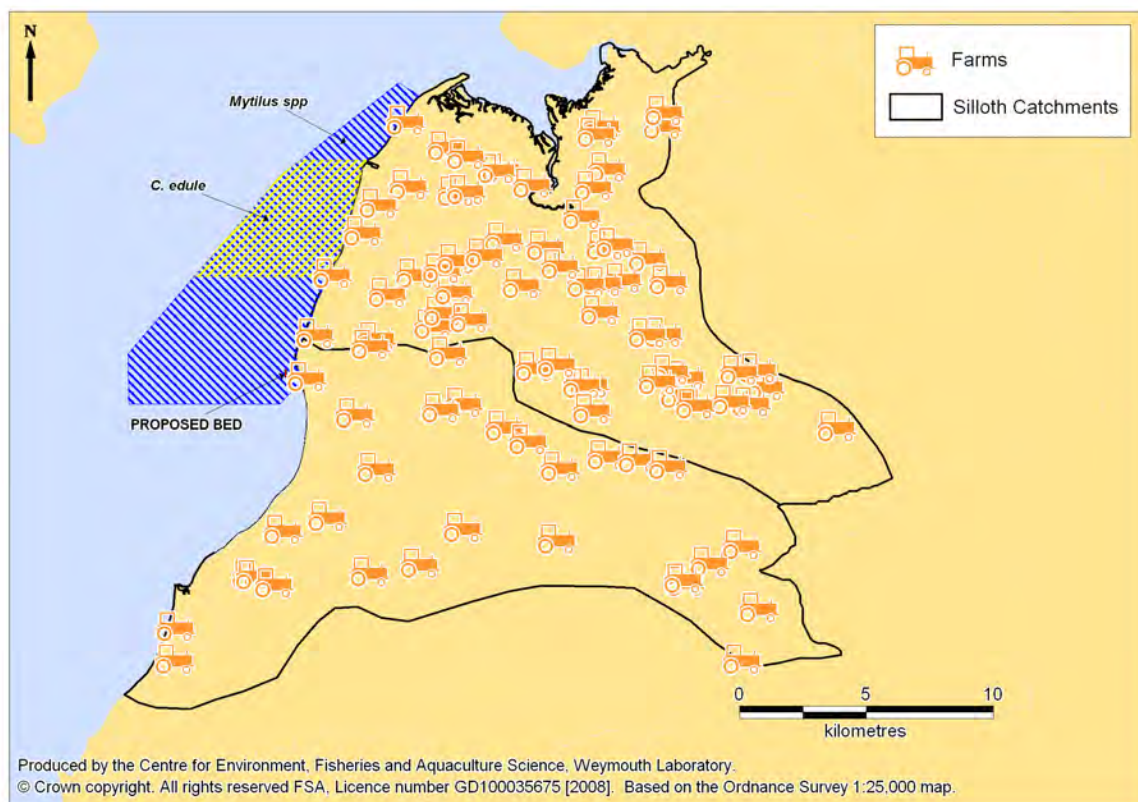 N
Mytilus spp
C. edule
PROPOSED BED
Farms
Silloth Catchments
0 5 10
kilometres
Produced by the Centre for Environment, Fisheries and Aquaculture Science, Weymouth Laboratory.
© Crown copyright. All rights reserved FSA, Licence number GD100035675 [2008]. Based on the Ordnance Survey 1:25,000 map.